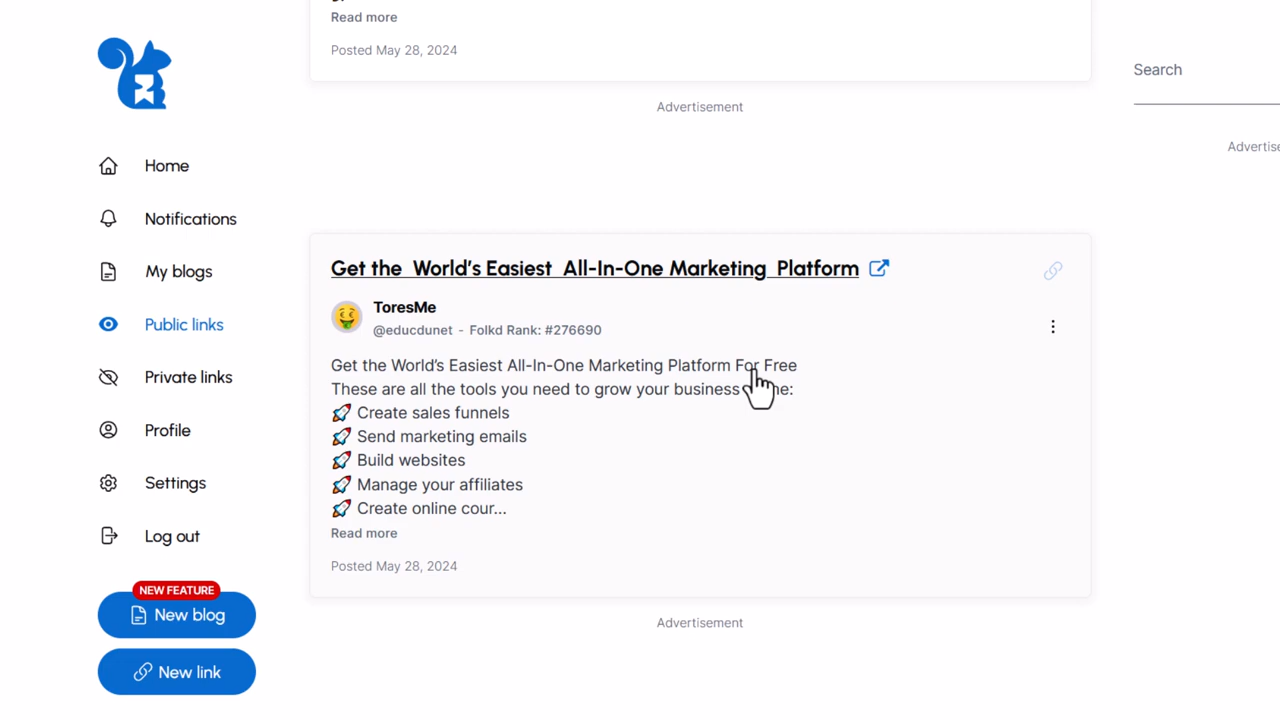 Read more
Posted May 28, 2024
Search
Advertisement
Advertise
Home
Notifications
My blogs
Public links
Private links
Profile
Settings
Log out
NEW FEATURE
New blog
New link
Get the World's Easiest All-In-One Marketing Platform
ToresMe
@educdunet - Folkd Rank: #276690
Get the World's Easiest All-In-One Marketing Platform For Free
These are all the tools you need to grow your business
🚀 Create sales funnels
🚀 Send marketing emails
🚀 Build websites
🚀 Manage your affiliates
🚀 Create online cour...
Read more
Posted May 28, 2024
Advertisement